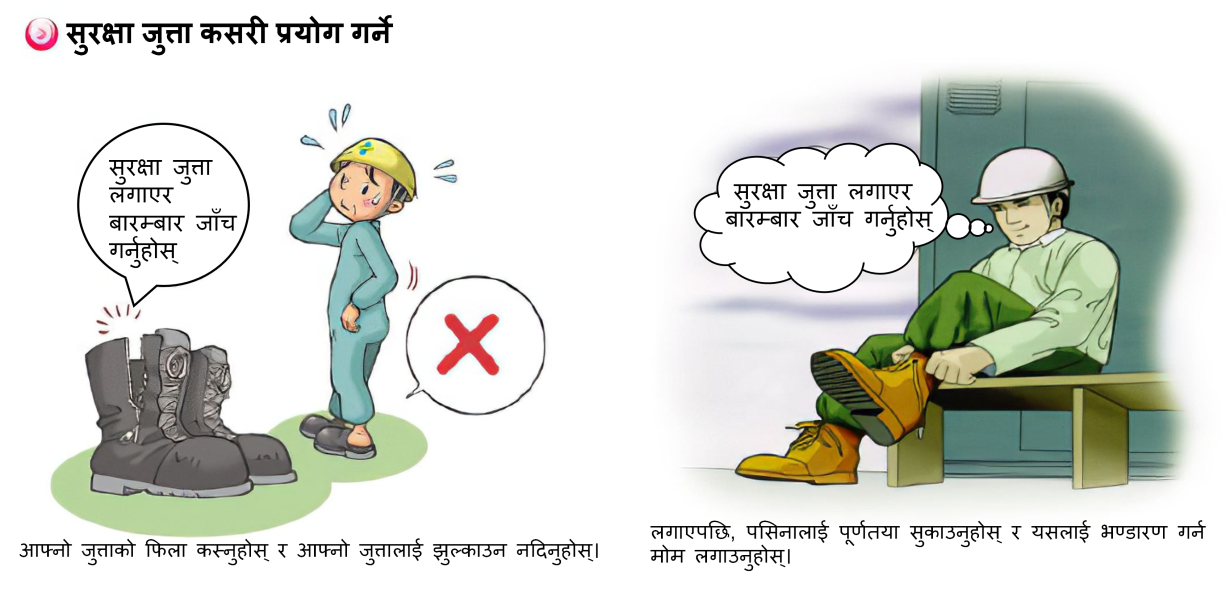 सुरक्षा जुत्ता कसरी प्रयोग गर्ने
सुरक्षा जुत्ता
लगाएर
बारम्बार जाँच
गर्नुहोस्
सुरक्षा जुत्ता लगाएर
बारम्बार जाँच गर्नुहोस्
आफ्नो जुत्ताको फिला कस्नुहोस् र आफ्नो जुत्तालाई झुल्काउन नदिनुहोस्।
लगाएपछि, पसिनालाई पूर्णतया सुकाउनुहोस् र यसलाई भण्डारण गर्न
मोम लगाउनुहोस्।